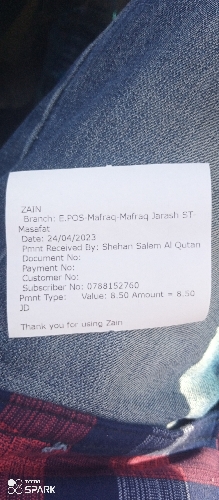 ZAIN
Branch: E.POS-Mafraq-Mafraq Jarash ST
Masafat
Date: 24/04/2023
Pmnt Received By: Shehan Salem Al Qutan
Document No:
Payment No:
Customer No:
Subscriber No: 0788152760
Pmnt Type: Value: 8.50 Amount = 8.50
JD
Thank you for using Zain
TECNO
SPARK